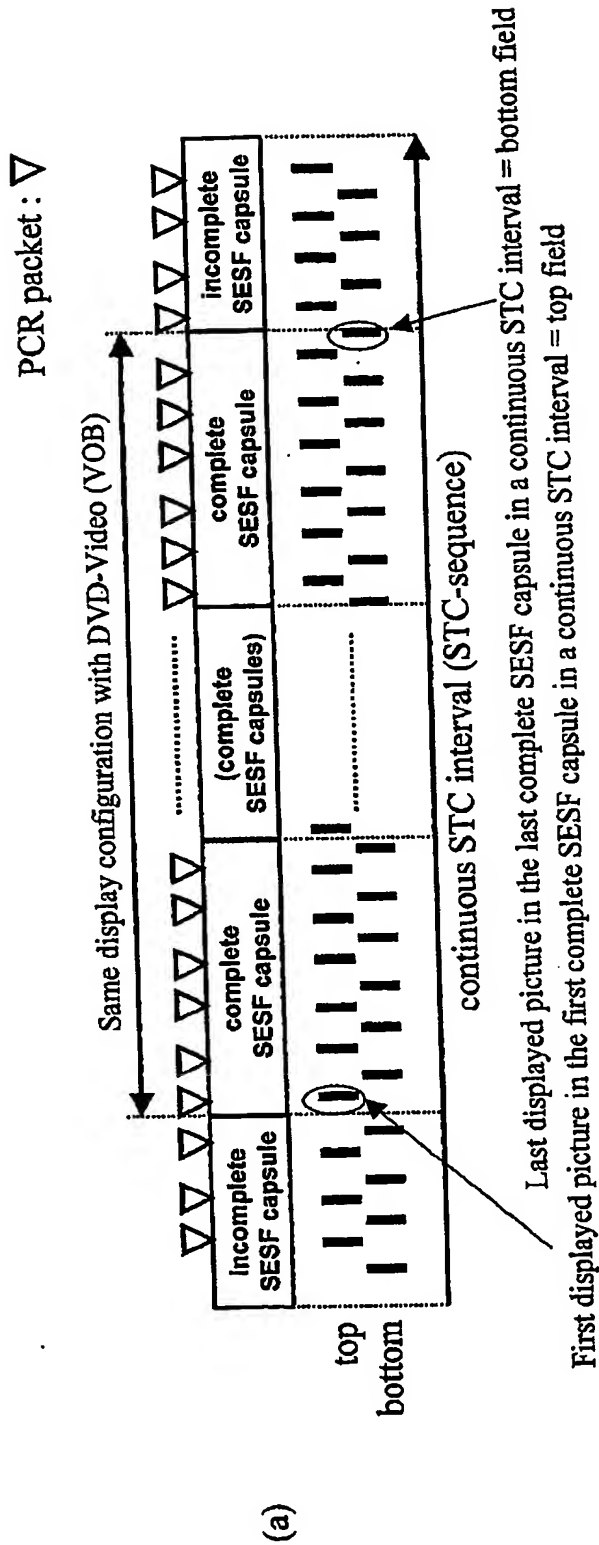 PCR packet : ▽
Same display configuration with DVD-Video (VOB)
incomplete
SESF capsule
complete
SESF capsule
(complete
SESF capsules)
complete
SESF capsule
incomplete
SESF capsule
top
bottom
continuous STC interval (STC-sequence)
Last displayed picture in the last complete SESF capsule in a continuous STC interval = bottom field
First displayed picture in the first complete SESF capsule in a continuous STC interval = top field
(a)